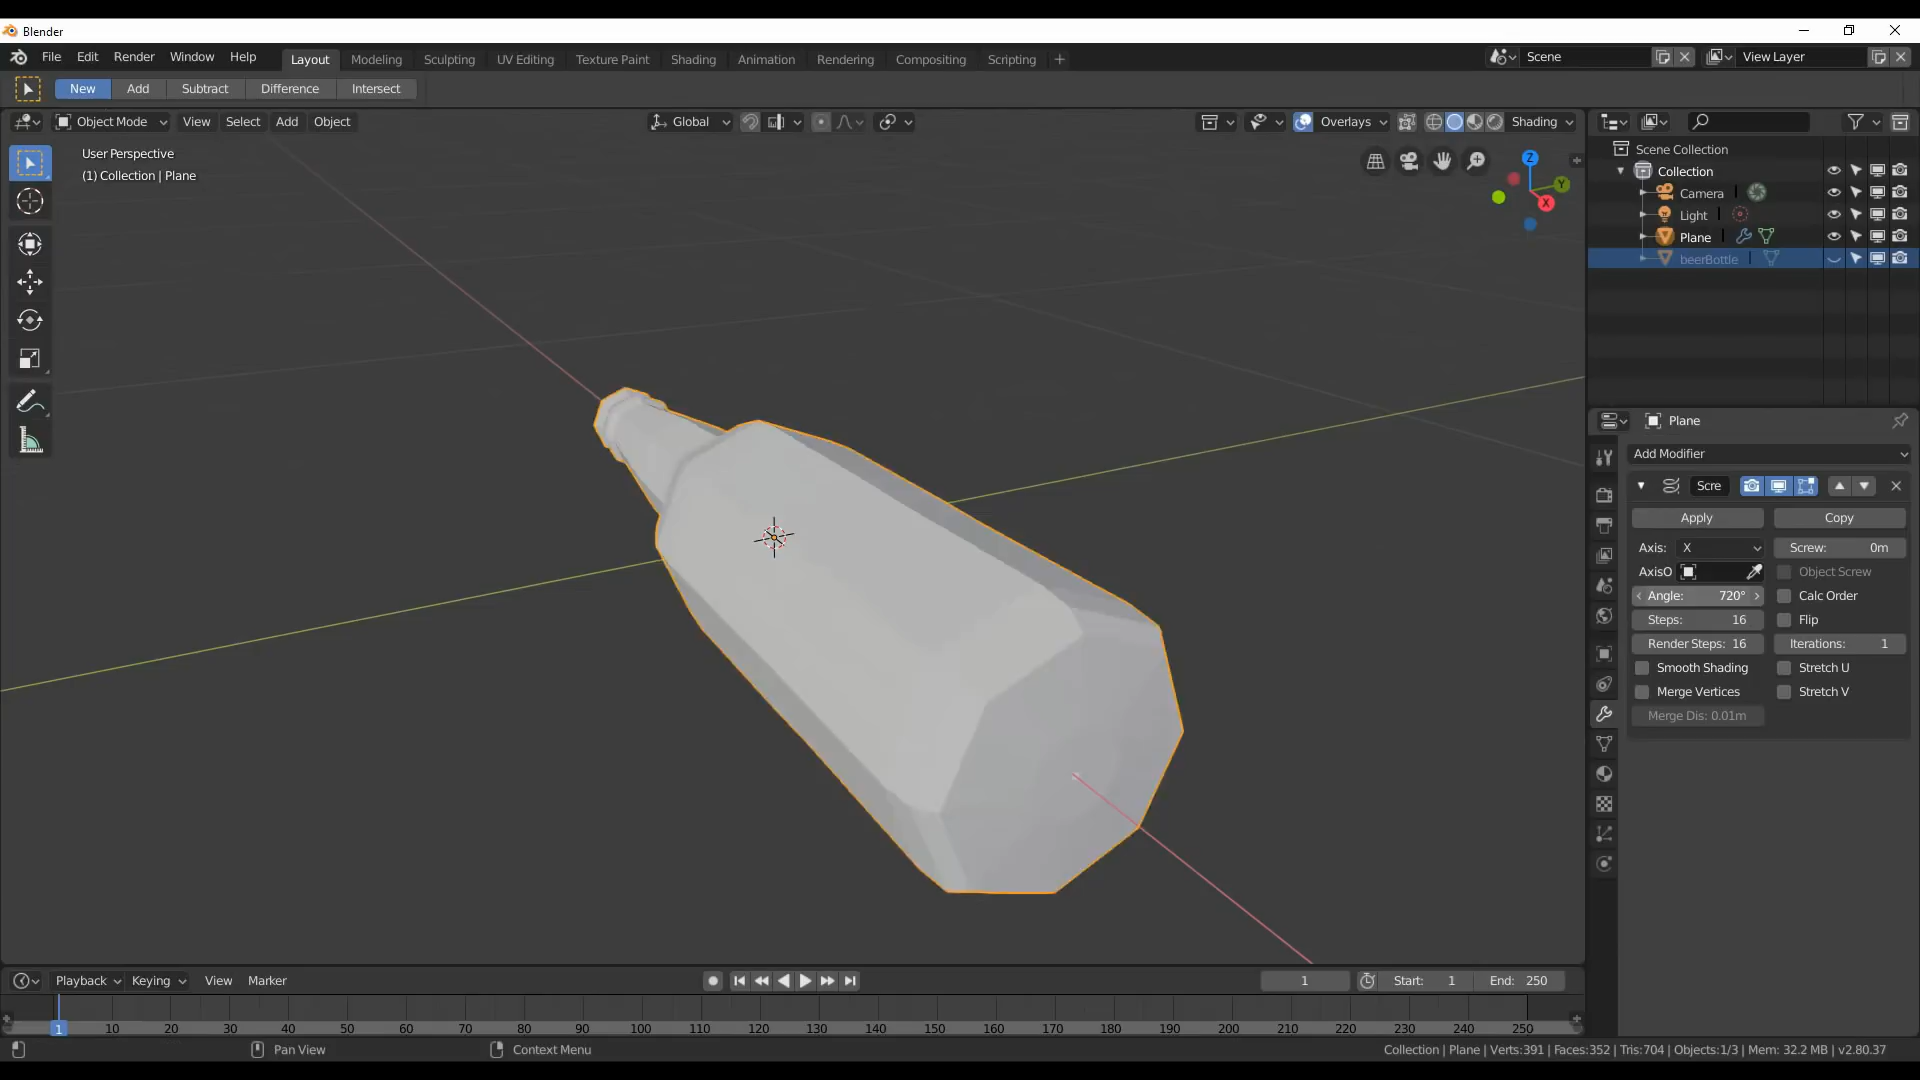 Blender
File Edit Render Window Help Layout Modeling Sculpting UV Editing Texture Paint Shading Animation Rendering Compositing Scripting + Scene View Layer
New Add Subtract Difference Intersect
Object Mode View Select Add Object Global Overlays Shading
User Perspective
(1) Collection | Plane
Z
Y
X
Scene Collection
Collection
Camera
Light
Plane
beerBottle
Plane
Add Modifier
Scre
Apply Copy
Axis: X Screw: 0m
AxisO Object Screw
Angle: 720° Calc Order
Steps: 16 Flip
Render Steps: 16 Iterations: 1
Smooth Shading Stretch U
Merge Vertices Stretch V
Merge Dis: 0.01m
Playback Keying View Marker 1 Start: 1 End: 250
1 10 20 30 40 50 60 70 80 90 100 110 120 130 140 150 160 170 180 190 200 210 220 230 240 250
Pan View Context Menu Collection | Plane | Verts:391 | Faces:352 | Tris:704 | Objects:1/3 | Mem: 32.2 MB | v2.80.37